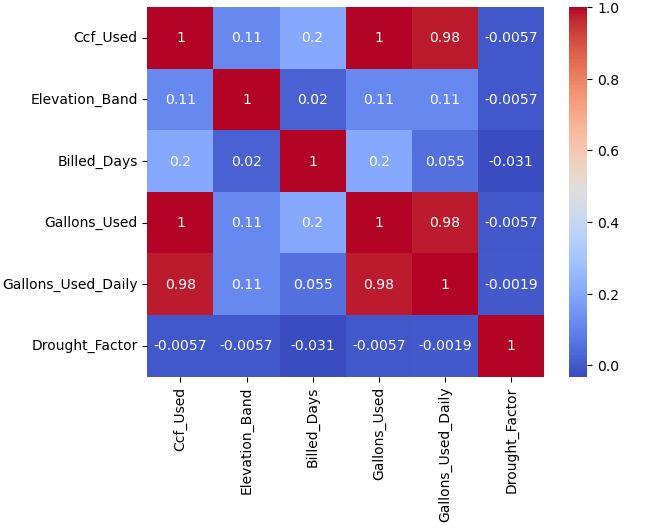 Ccf_Used 1 0.11 0.2 1 0.98 -0.0057
Elevation_Band 0.11 1 0.02 0.11 0.11 -0.0057
Billed_Days 0.2 0.02 1 0.2 0.055 -0.031
Gallons_Used 1 0.11 0.2 1 0.98 -0.0057
Gallons_Used_Daily 0.98 0.11 0.055 0.98 1 -0.0019
Drought_Factor -0.0057 -0.0057 -0.031 -0.0057 -0.0019 1
Ccf_Used
Elevation_Band
Billed_Days
Gallons_Used
Gallons_Used_Daily
Drought_Factor
1.0
0.8
0.6
0.4
0.2
0.0